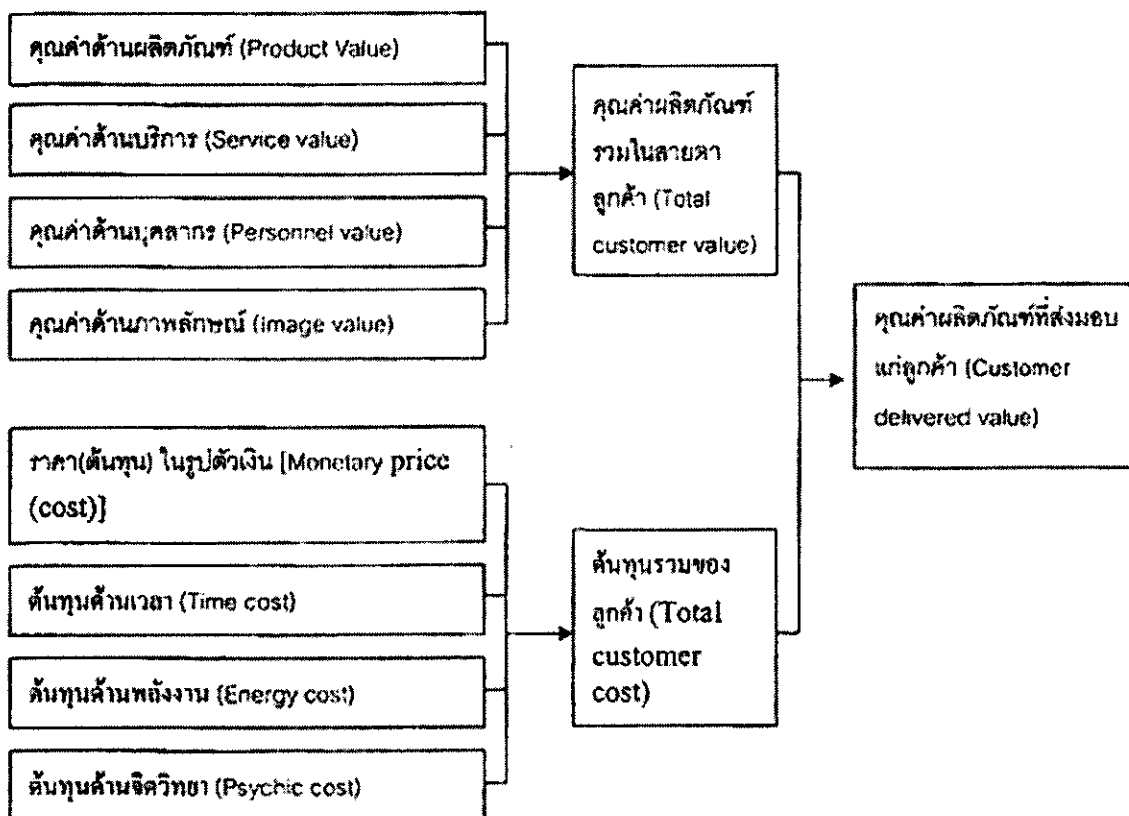 คุณค่าด้านผลิตภัณฑ์ (Product Value)
คุณค่าด้านบริการ (Service value)
คุณค่าด้านบุคลากร (Personnel value)
คุณค่าด้านภาพลักษณ์ (Image value)
คุณค่าผลิตภัณฑ์
รวมในสายตา
ลูกค้า (Total
customer value)
คุณค่าผลิตภัณฑ์ที่ส่งมอบ
แก่ลูกค้า (Customer
delivered value)
ราคา(ต้นทุน) ในรูปตัวเงิน [Monetary price
(cost)]
ต้นทุนด้านเวลา (Time cost)
ต้นทุนด้านพลังงาน (Energy cost)
ต้นทุนด้านจิตวิทยา (Psychic cost)
ต้นทุนรวมของ
ลูกค้า (Total
customer
cost)